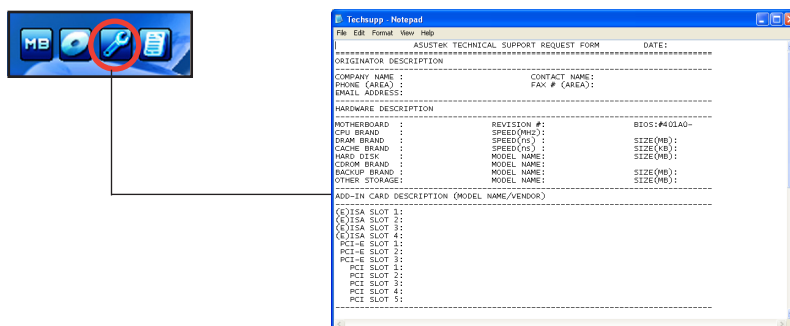 MB
Techsupp - Notepad
File Edit Format View Help
ASUSTeK TECHNICAL SUPPORT REQUEST FORM DATE:
==========================================================================
ORIGINATOR DESCRIPTION
--------------------------------------------------------------------------
COMPANY NAME : CONTACT NAME:
PHONE (AREA) : FAX # (AREA):
EMAIL ADDRESS:
--------------------------------------------------------------------------
HARDWARE DESCRIPTION
--------------------------------------------------------------------------
MOTHERBOARD : REVISION #: BIOS:#401A0-
CPU BRAND : SPEED(MHz):
DRAM BRAND : SPEED(ns) : SIZE(MB):
CACHE BRAND : SPEED(ns) : SIZE(KB):
HARD DISK : MODEL NAME: SIZE(MB):
CDROM BRAND : MODEL NAME:
BACKUP BRAND : MODEL NAME: SIZE(MB):
OTHER STORAGE: MODEL NAME: SIZE(MB):
--------------------------------------------------------------------------
ADD-IN CARD DESCRIPTION (MODEL NAME/VENDOR)
--------------------------------------------------------------------------
(E)ISA SLOT 1:
(E)ISA SLOT 2:
(E)ISA SLOT 3:
(E)ISA SLOT 4:
PCI-E SLOT 1:
PCI-E SLOT 2:
PCI-E SLOT 3:
PCI SLOT 1:
PCI SLOT 2:
PCI SLOT 3:
PCI SLOT 4:
PCI SLOT 5:
--------------------------------------------------------------------------